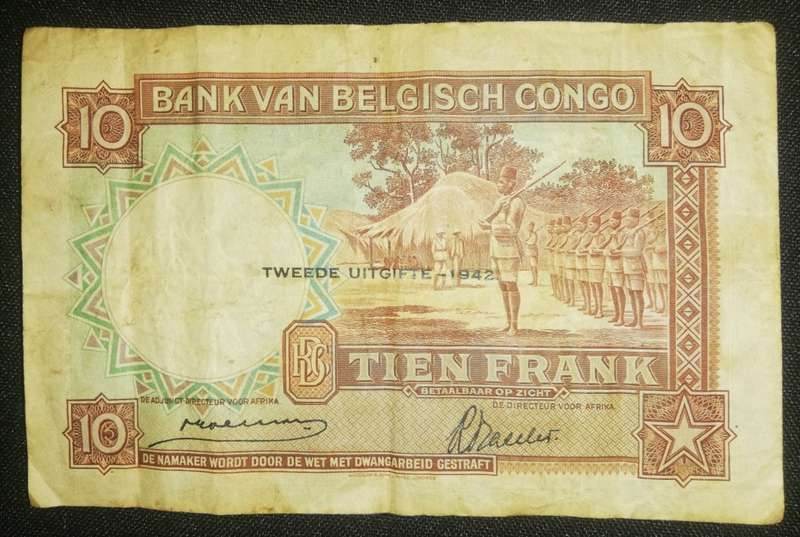 BANK VAN BELGISCH CONGO
10
10
TWEEDE UITGIFTE-1942
TIEN FRANK
BETAALBAAR OP ZICHT
DE ADJUNCT-DIRECTEUR VOOR AFRIKA.
DE DIRECTEUR VOOR AFRIKA.
10
DE NAMAKER WORDT DOOR DE WET MET DWANGARBEID GESTRAFT